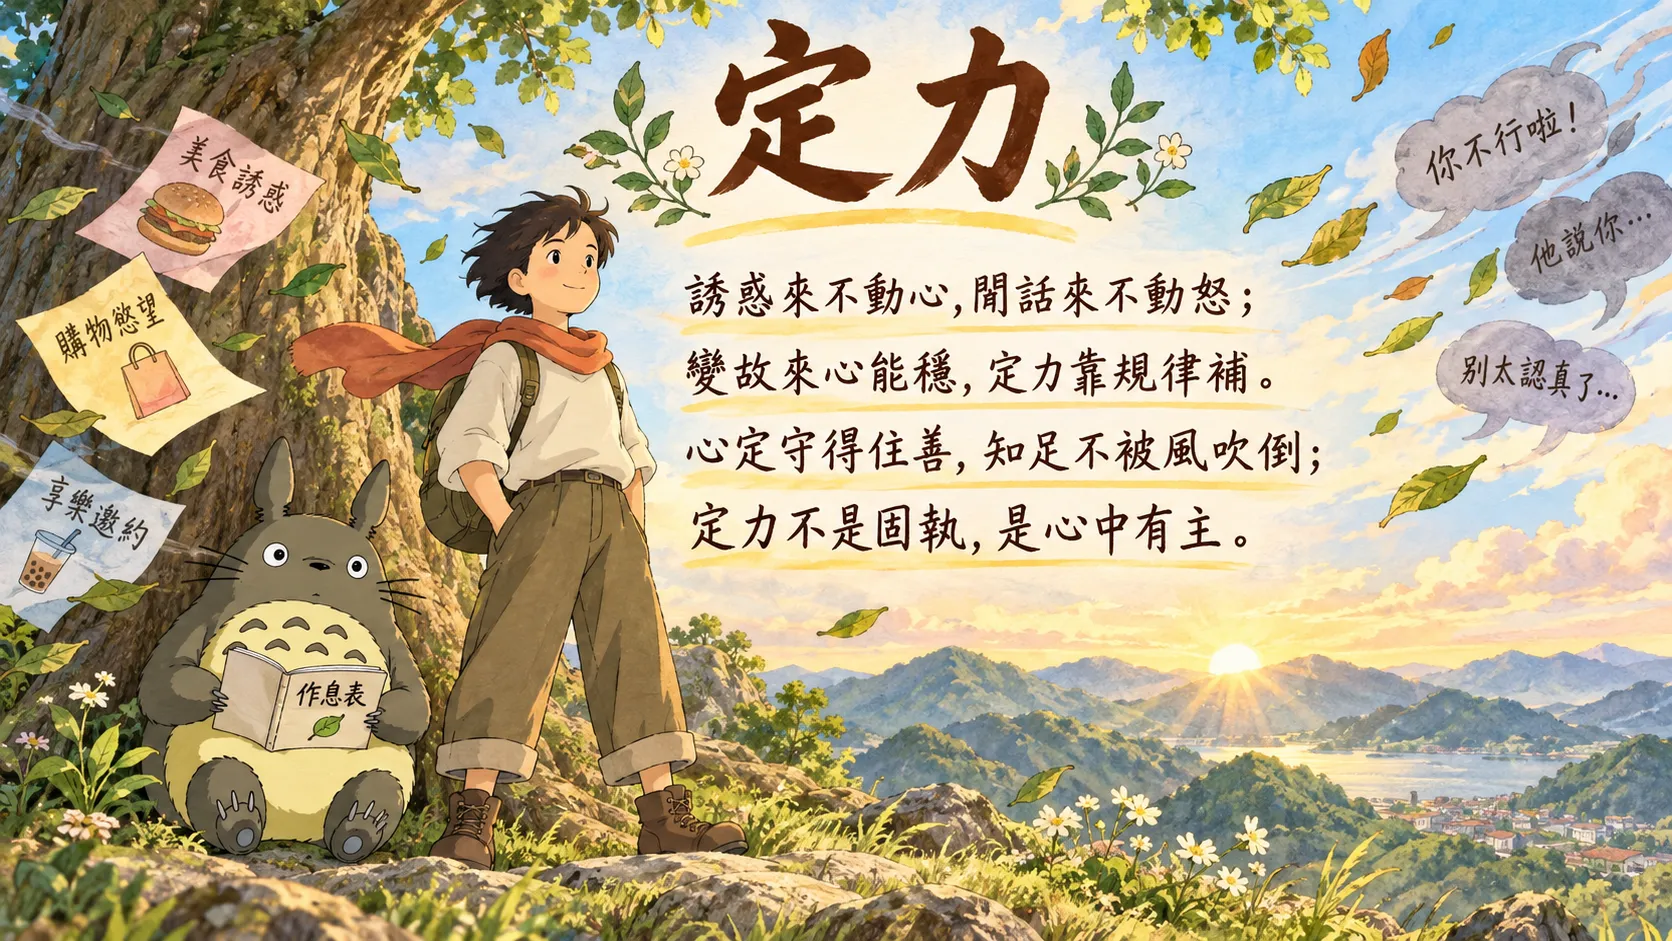 定力
誘惑來不動心,閒話來不動怒;
變故來心能穩,定力靠規律補。
心定守得住善,知足不被風吹倒;
定力不是固執,是心中有主。
美食誘惑
購物慾望
享樂邀約
作息表
你不行啦!
他說你…
別太認真了…